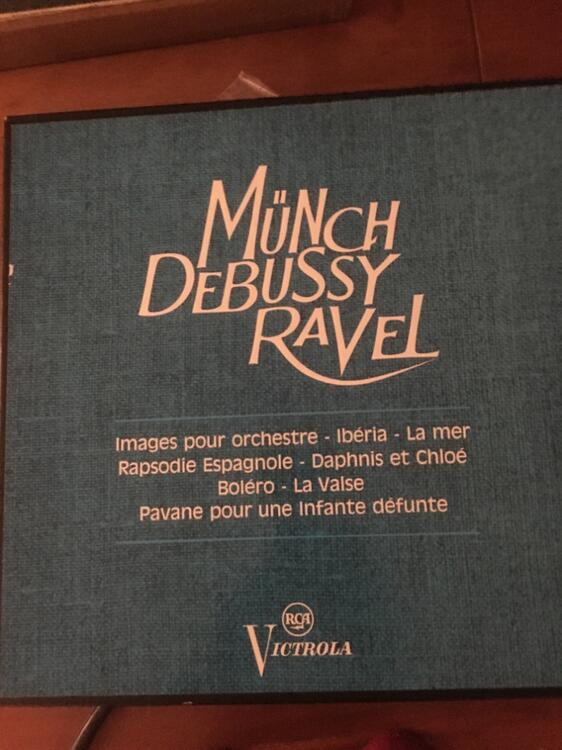 MÜNCH
DEBUSSY
RAVEL
Images pour orchestre - Ibéria - La mer
Rapsodie Espagnole - Daphnis et Chloé
Boléro - La Valse
Pavane pour une Infante défunte
RCA
VICTROLA